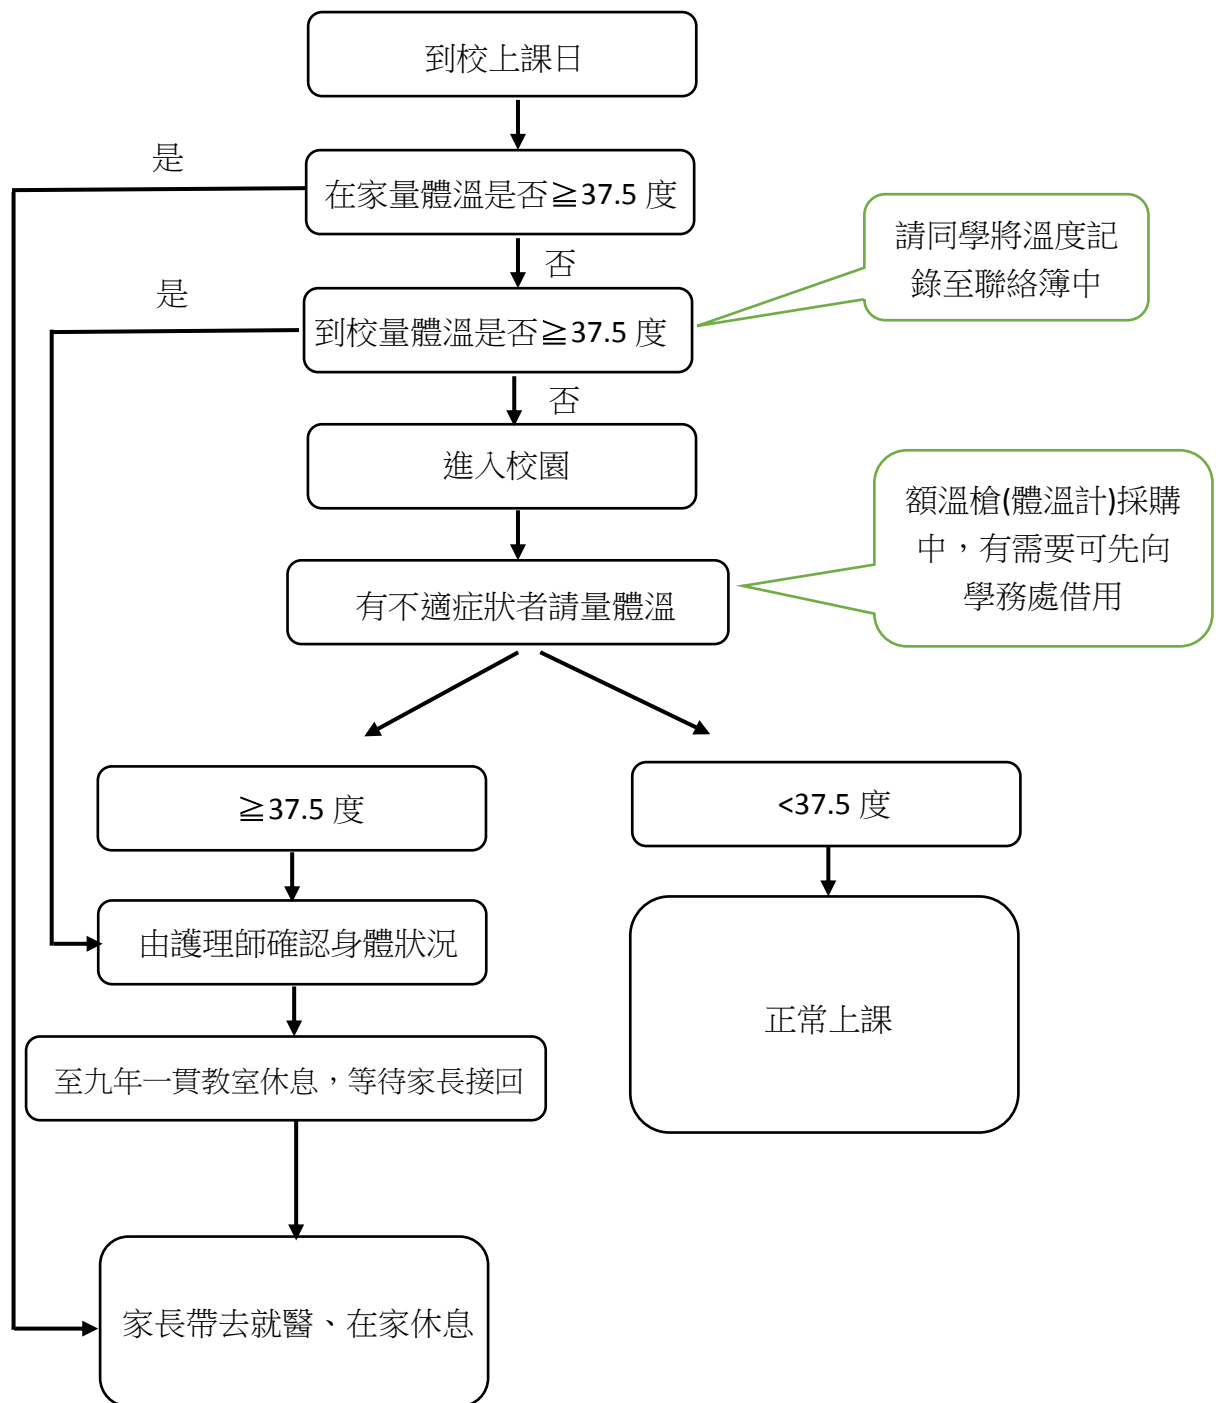 到校上課日
是
在家量體溫是否≧37.5 度
請同學將溫度記
錄至聯絡簿中
否
是
到校量體溫是否≧37.5 度
否
進入校園
額溫槍(體溫計)採購
中，有需要可先向
學務處借用
有不適症狀者請量體溫
≧37.5 度
<37.5 度
由護理師確認身體狀況
正常上課
至九年一貫教室休息，等待家長接回
家長帶去就醫、在家休息